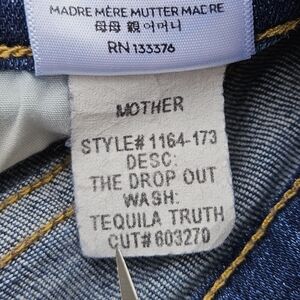 MADRE MÈRE MUTTER MADRE
母母 親 어머니
RN 133376
MOTHER
STYLE# 1164-173
DESC:
THE DROP OUT
WASH:
TEQUILA TRUTH
CUT# 603270